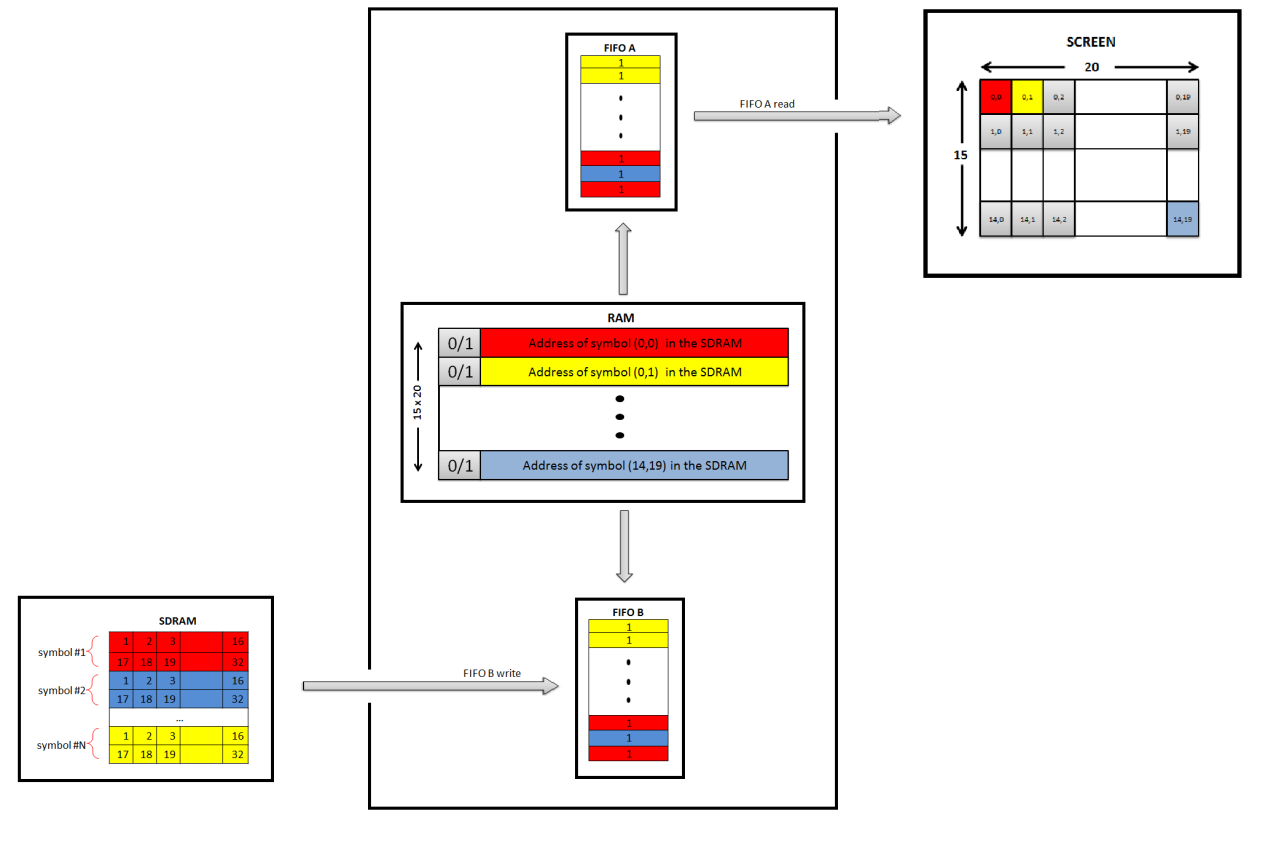 FIFO A
1
1
1
1
1
FIFO A read
SCREEN
20
15
0,0 0,1 0,2 0,19
1,0 1,1 1,2 1,19
14,0 14,1 14,2 14,19
RAM
15 x 20
0/1 Address of symbol (0,0) in the SDRAM
0/1 Address of symbol (0,1) in the SDRAM
0/1 Address of symbol (14,19) in the SDRAM
SDRAM
symbol #1
1 2 3 16
17 18 19 32
symbol #2
1 2 3 16
17 18 19 32
...
symbol #N
1 2 3 16
17 18 19 32
FIFO B write
FIFO B
1
1
1
1
1